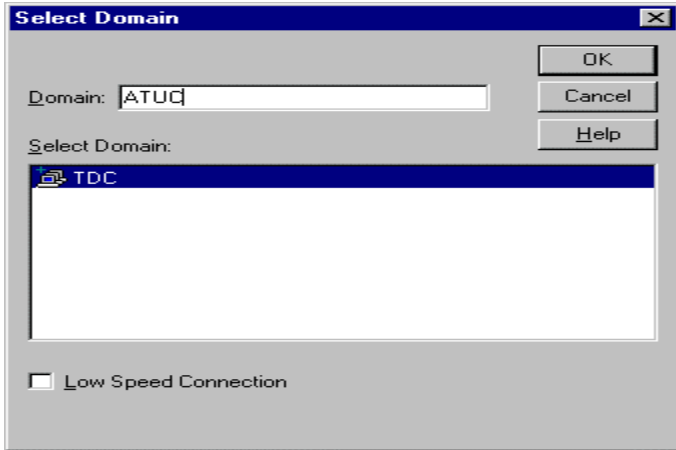 Select Domain
OK
Domain: ATUC
Cancel
Help
Select Domain:
TDC
Low Speed Connection